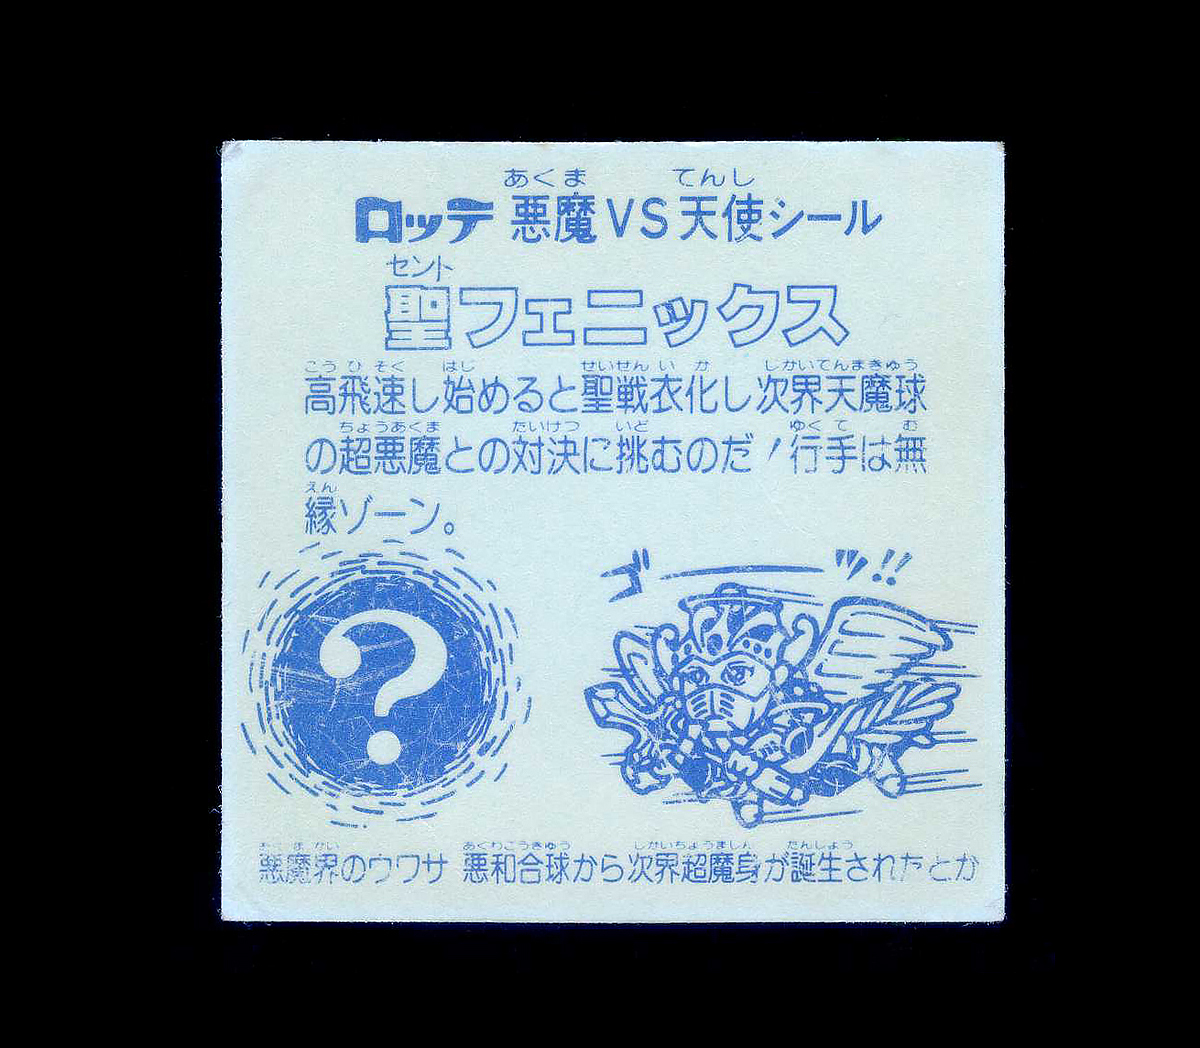 あくま てんし
ロッテ 悪魔VS天使シール
セント
聖フェニックス
こうひそく はじ せいせんいか しかいてんまきゅう
高飛速し始めると聖戦衣化し次界天魔球
ちょうあくま たいけつ いど ゆくて む
の超悪魔との対決に挑むのだ!行手は無
えん
縁ゾーン。
ゴ ッ!!
?
あくまかい あくわごうきゅう じかいちょうましん たんじょう
悪魔界のウワサ 悪和合球から次界超魔身が誕生されたとか